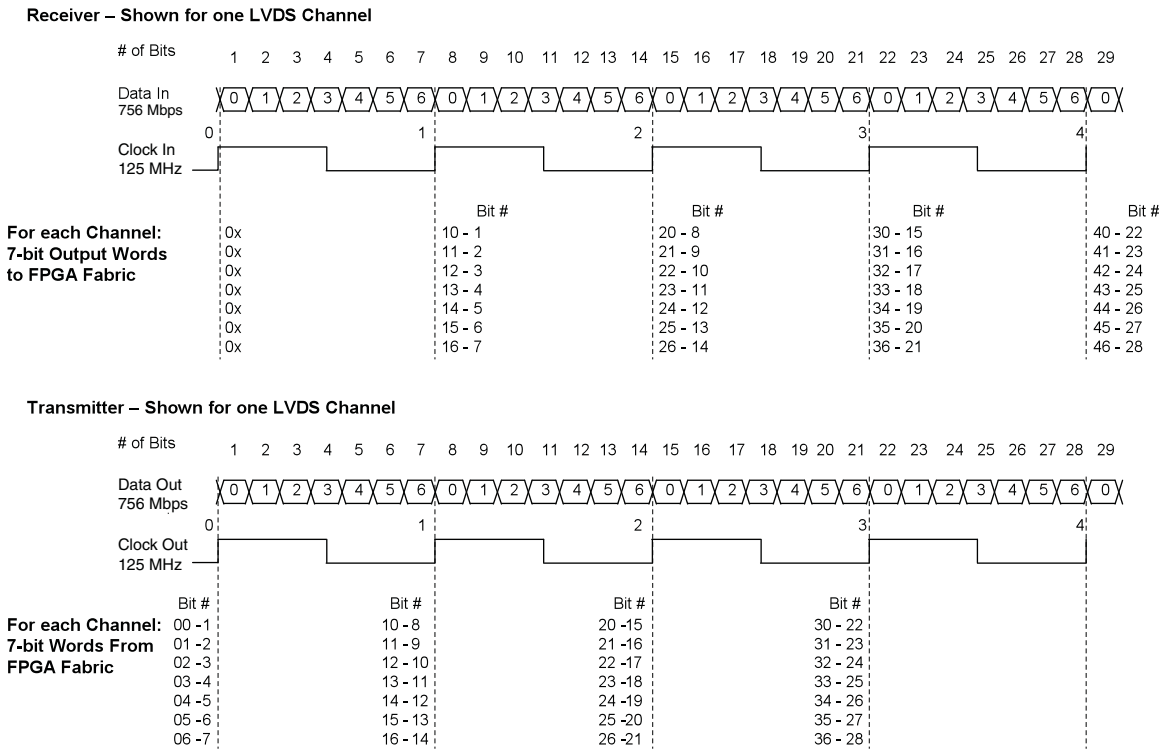 Receiver – Shown for one LVDS Channel
# of Bits 1 2 3 4 5 6 7 8 9 10 11 12 13 14 15 16 17 18 19 20 21 22 23 24 25 26 27 28 29
Data In 0 1 2 3 4 5 6 0 1 2 3 4 5 6 0 1 2 3 4 5 6 0 1 2 3 4 5 6 0
756 Mbps
0 1 2 3 4
Clock In
125 MHz
Bit # Bit # Bit # Bit #
For each Channel: 0x 10 - 1 20 - 8 30 - 15 40 - 22
7-bit Output Words 0x 11 - 2 21 - 9 31 - 16 41 - 23
to FPGA Fabric 0x 12 - 3 22 - 10 32 - 17 42 - 24
0x 13 - 4 23 - 11 33 - 18 43 - 25
0x 14 - 5 24 - 12 34 - 19 44 - 26
0x 15 - 6 25 - 13 35 - 20 45 - 27
0x 16 - 7 26 - 14 36 - 21 46 - 28
Transmitter – Shown for one LVDS Channel
# of Bits 1 2 3 4 5 6 7 8 9 10 11 12 13 14 15 16 17 18 19 20 21 22 23 24 25 26 27 28 29
Data Out 0 1 2 3 4 5 6 0 1 2 3 4 5 6 0 1 2 3 4 5 6 0 1 2 3 4 5 6 0
756 Mbps
0 1 2 3 4
Clock Out
125 MHz
Bit # Bit # Bit # Bit #
For each Channel: 00 -1 10 - 8 20 -15 30 - 22
7-bit Words From 01 -2 11 - 9 21 -16 31 - 23
FPGA Fabric 02 -3 12 - 10 22 -17 32 - 24
03 -4 13 - 11 23 -18 33 - 25
04 -5 14 - 12 24 -19 34 - 26
05 -6 15 - 13 25 -20 35 - 27
06 -7 16 - 14 26 -21 36 - 28